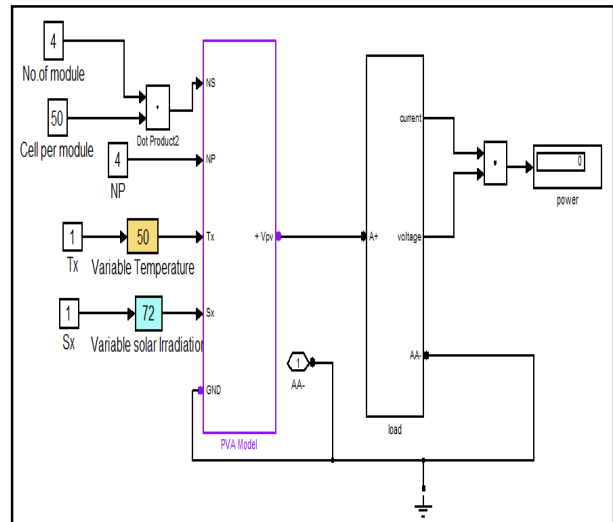 4
No.of module
50
Cell per module
Dot Product2
4
NP
1
Tx
50
Variable Temperature
1
Sx
72
Variable solar Irradiation
NS
NP
Tx
Sx
GND
+ Vpv
PVA Model
1
AA-
A+
current
voltage
AA-
load
0
power